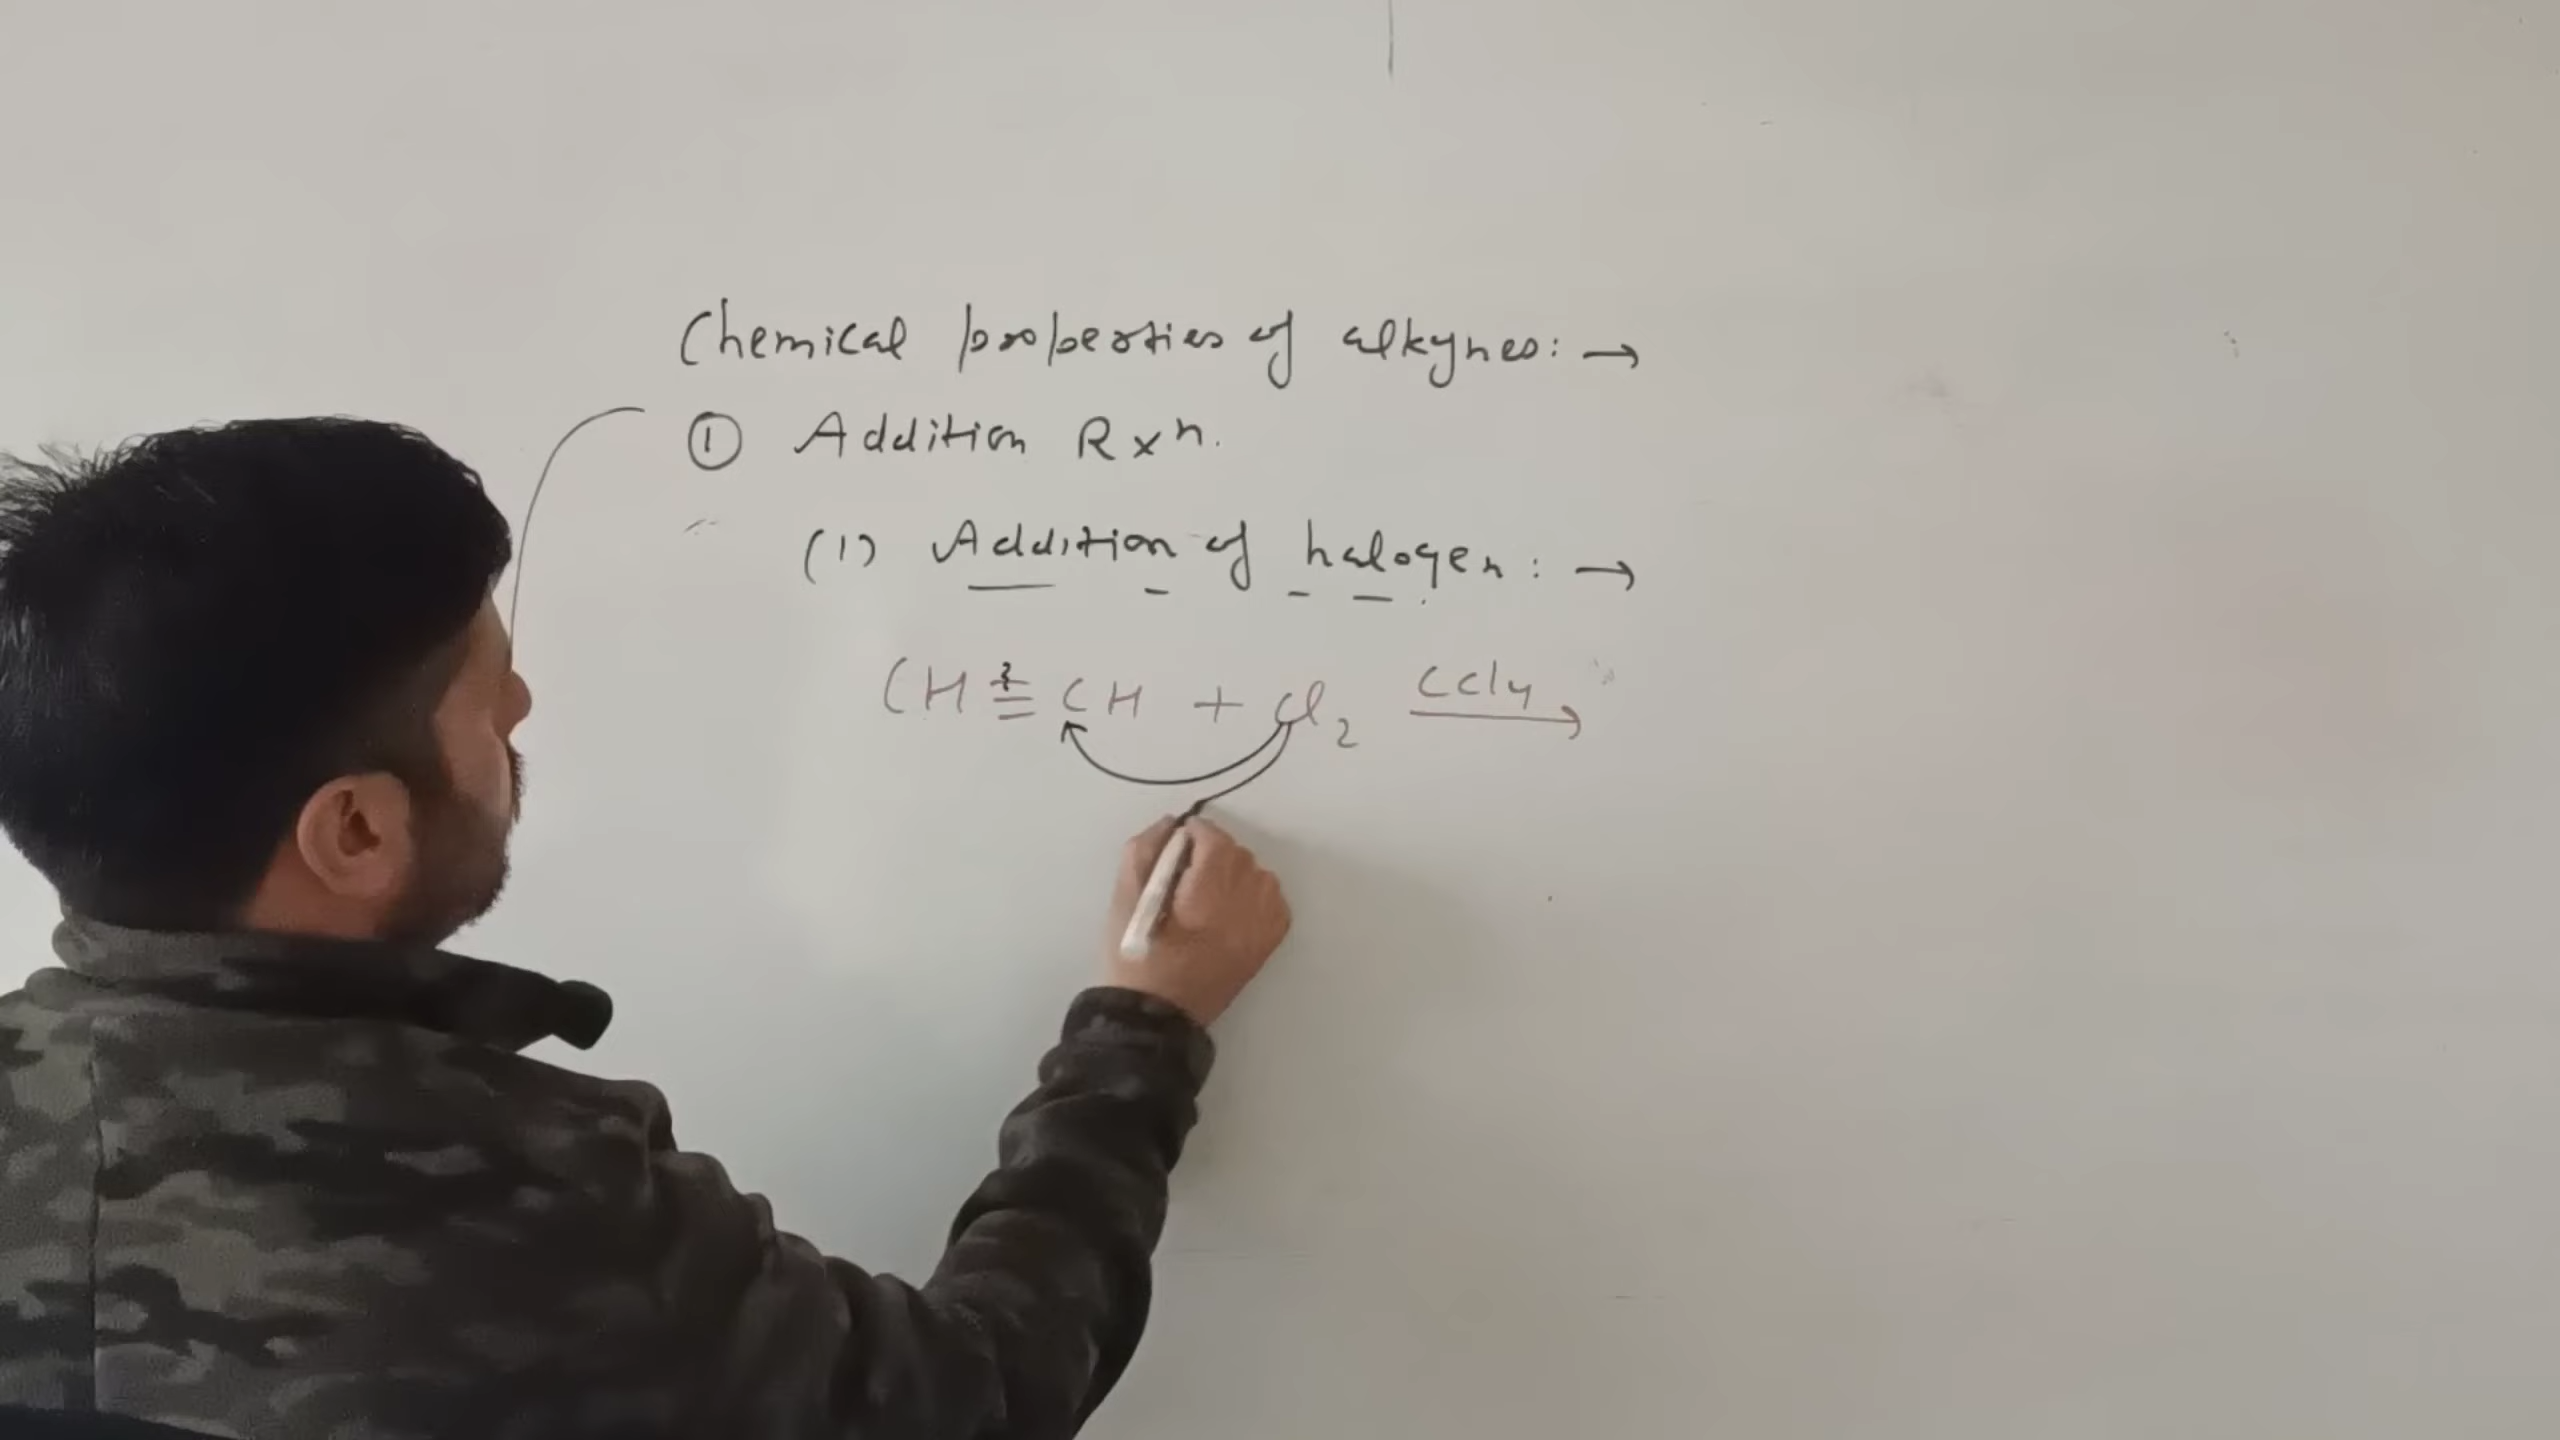 Chemical properties of alkynes: →
① Addition Rxn.
(1) Addition of halogen: →
CH≡CH + Cl₂ CCl4 →